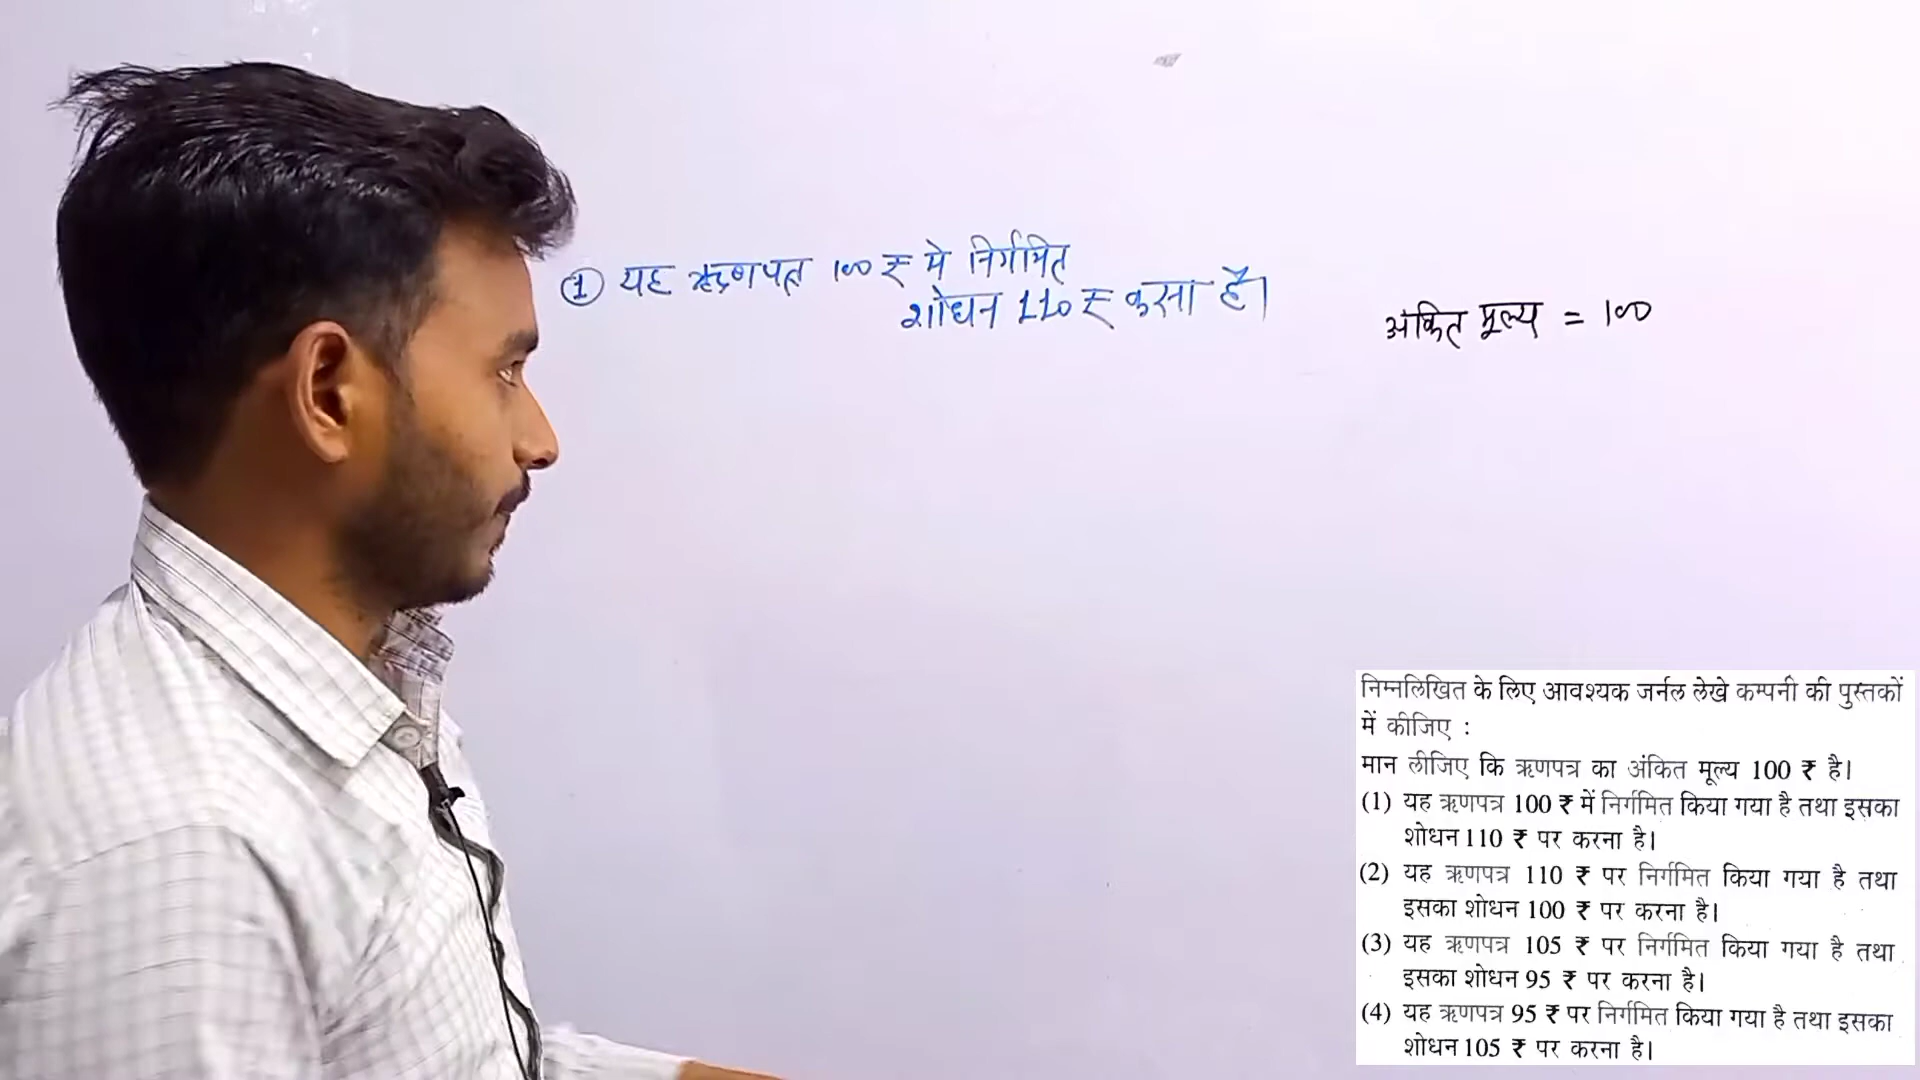 ① यह ऋणपत्र 100 ₹ मे निर्गमित
शोधन 110 ₹ करना है।
अंकित मूल्य = 100
निम्नलिखित के लिए आवश्यक जर्नल लेखे कम्पनी की पुस्तकों
में कीजिए :
मान लीजिए कि ऋणपत्र का अंकित मूल्य 100 ₹ है।
(1) यह ऋणपत्र 100 ₹ में निर्गमित किया गया है तथा इसका
शोधन 110 ₹ पर करना है।
(2) यह ऋणपत्र 110 ₹ पर निर्गमित किया गया है तथा
इसका शोधन 100 ₹ पर करना है।
(3) यह ऋणपत्र 105 ₹ पर निर्गमित किया गया है तथा
इसका शोधन 95 ₹ पर करना है।
(4) यह ऋणपत्र 95 ₹ पर निर्गमित किया गया है तथा इसका
शोधन 105 ₹ पर करना है।